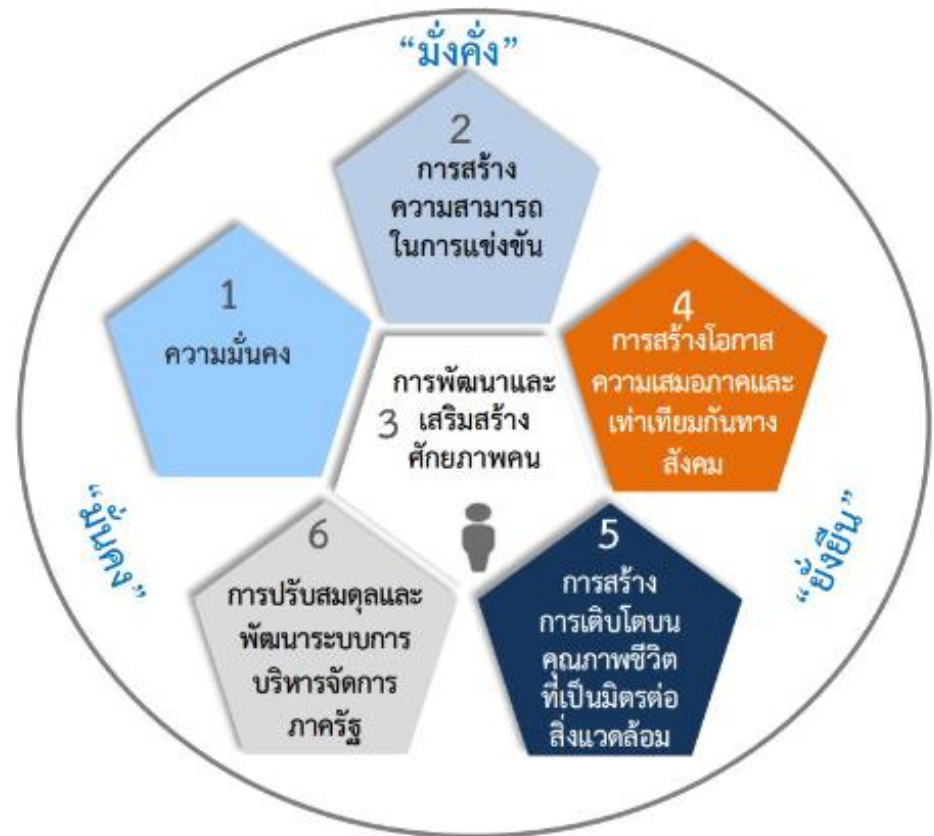 “มั่งคั่ง”
2
การสร้าง
ความสามารถ
ในการแข่งขัน
1
ความมั่นคง
4
การสร้างโอกาส
ความเสมอภาคและ
เท่าเทียมกันทาง
สังคม
การพัฒนาและ
3 เสริมสร้าง
ศักยภาพคน
“มั่นคง”
“ยั่งยืน”
6
การปรับสมดุลและ
พัฒนาระบบการ
บริหารจัดการ
ภาครัฐ
5
การสร้าง
การเติบโตบน
คุณภาพชีวิต
ที่เป็นมิตรต่อ
สิ่งแวดล้อม